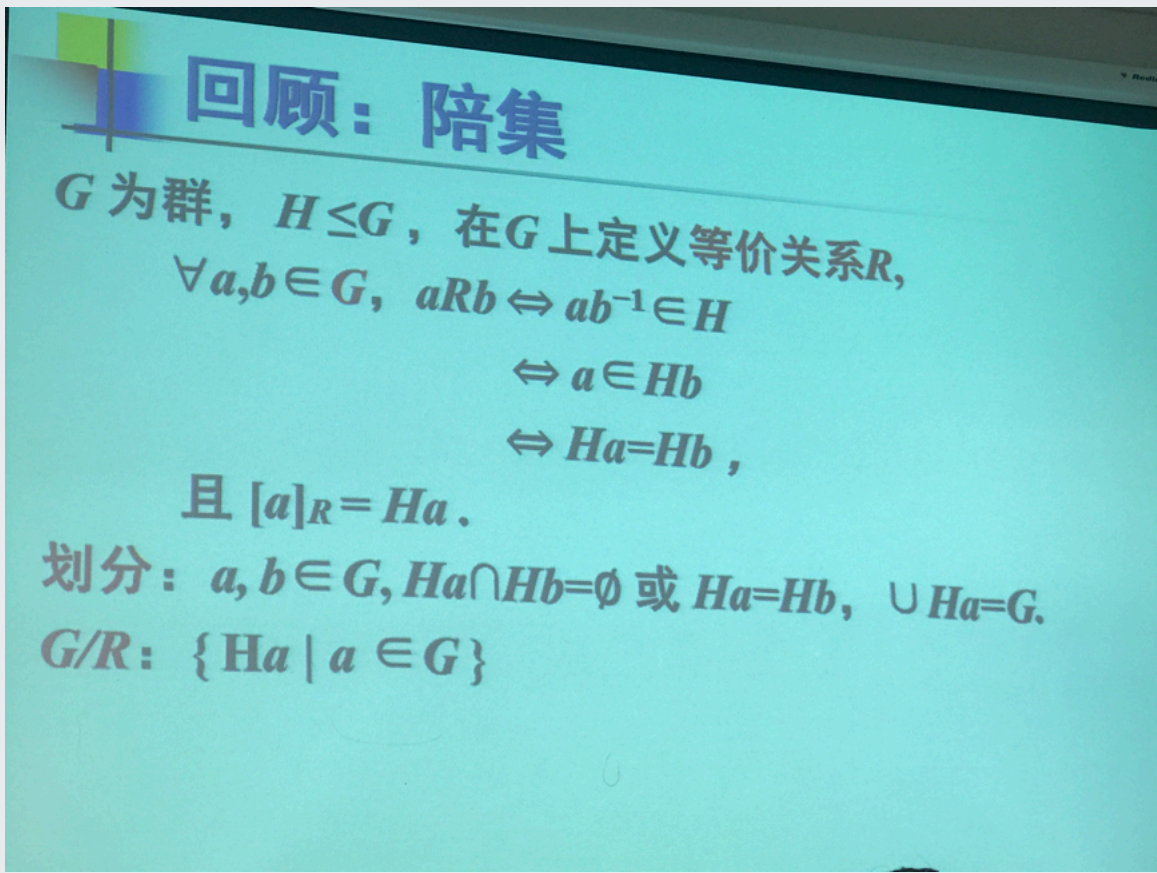 回顾：陪集
G 为群， H ≤G ，在G上定义等价关系R,
∀a,b∈G，aRb⇔ab⁻¹∈H
⇔a∈Hb
⇔Ha=Hb，
且 [a]R = Ha .
划分：a, b∈G, Ha∩Hb=∅ 或 Ha=Hb，∪Ha=G.
G/R：{ Ha | a ∈G }